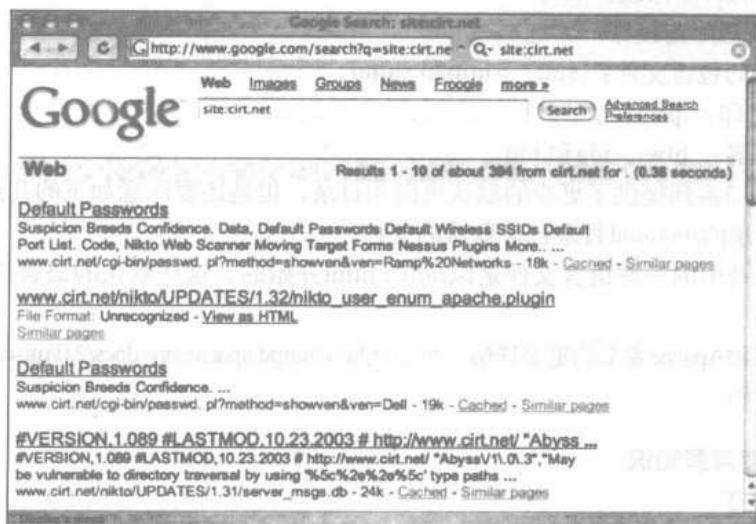 Google Search: site:cirt.net
http://www.google.com/search?q=site:cirt.ne
Q- site:cirt.net
Web Images Groups News Froogle more »
Google
site:cirt.net
Search
Advanced Search
Preferences
Web
Results 1 - 10 of about 304 from cirt.net for . (0.36 seconds)
Default Passwords
Suspicion Breeds Confidence. Data, Default Passwords Default Wireless SSIDs Default
Port List. Code, Nikto Web Scanner Moving Target Forms Nessus Plugins More... ...
www.cirt.net/cgi-bin/passwd. pl?method=showven&ven=Ramp%20Networks - 18k - Cached - Similar pages
www.cirt.net/nikto/UPDATES/1.32/nikto_user_enum_apache.plugin
File Format: Unrecognized - View as HTML
Similar pages
Default Passwords
Suspicion Breeds Confidence. ...
www.cirt.net/cgi-bin/passwd. pl?method=showven&ven=Dell - 19k - Cached - Similar pages
#VERSION,1.089 #LASTMOD,10.23.2003 # http://www.cirt.net/ "Abyss ...
#VERSION,1.089 #LASTMOD,10.23.2003 # http://www.cirt.net/ "Abyss\/1\.0\.3","May
be vulnerable to directory traversal by using '%5c%2e%2e%5c' type paths ...
www.cirt.net/nikto/UPDATES/1.31/server_msgs.db - 24k - Cached - Similar pages